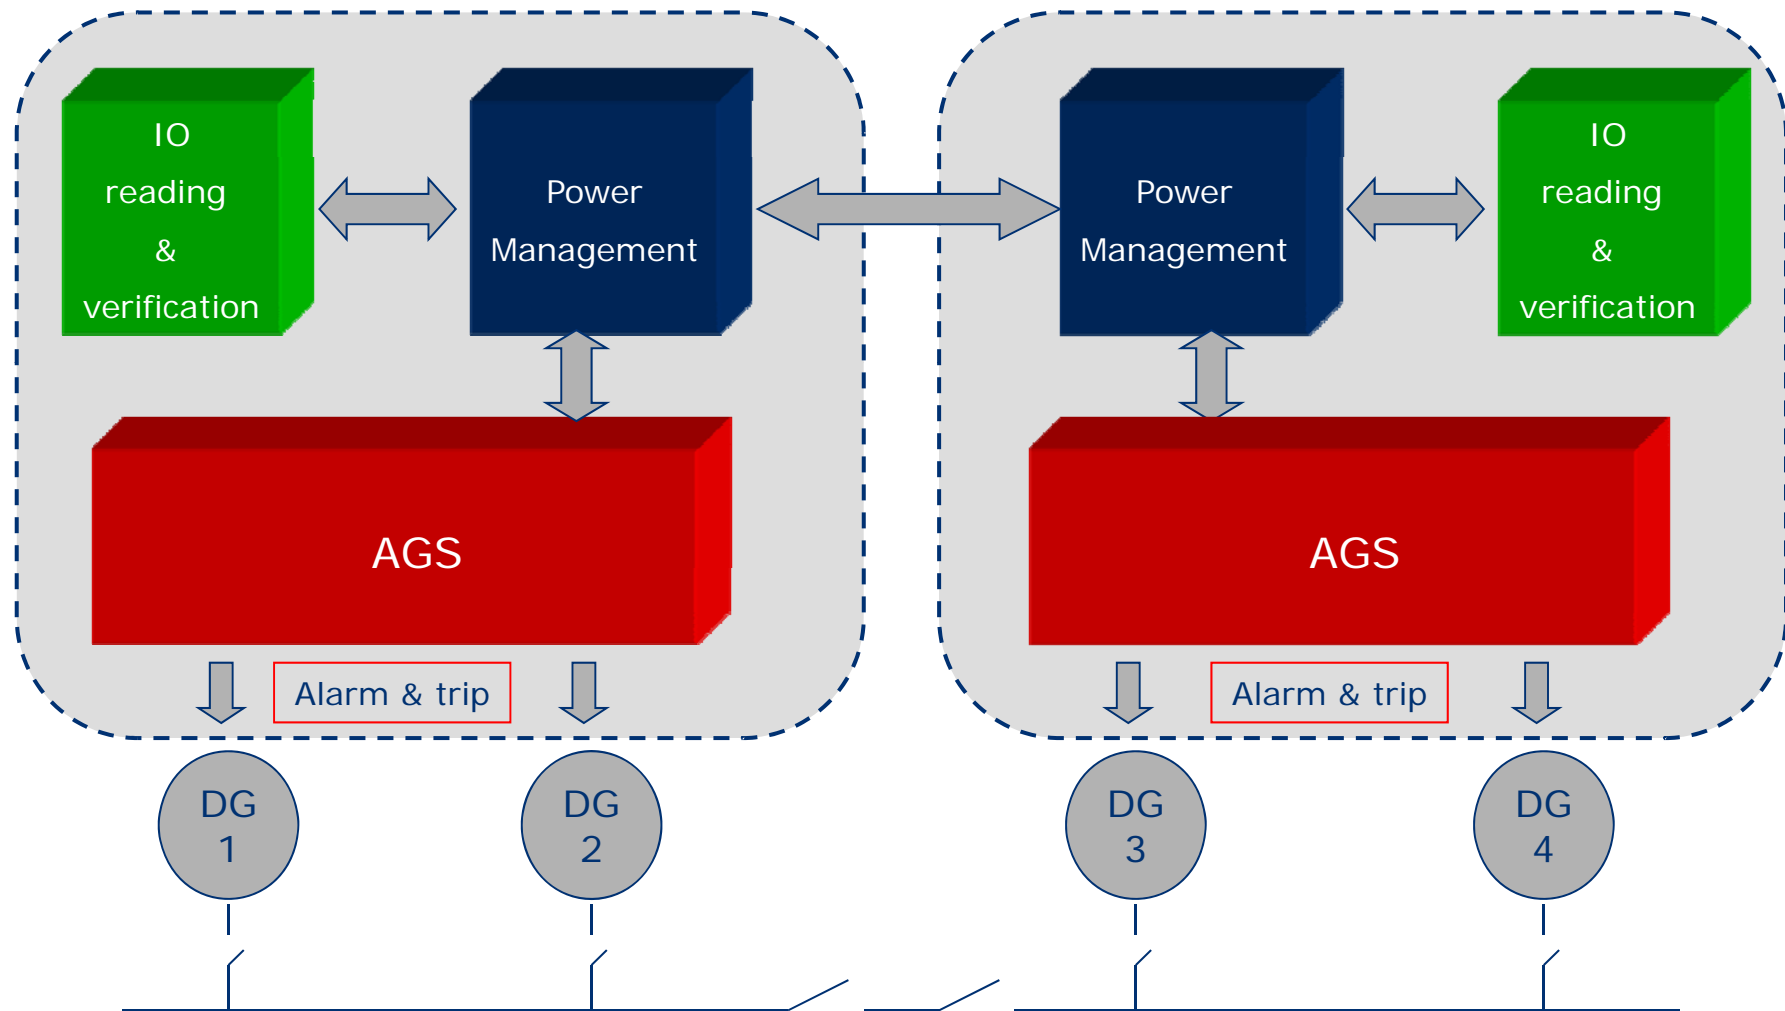 IO
reading
&
verification
Power
Management
Power
Management
IO
reading
&
verification
AGS
AGS
Alarm & trip
Alarm & trip
DG
1
DG
2
DG
3
DG
4